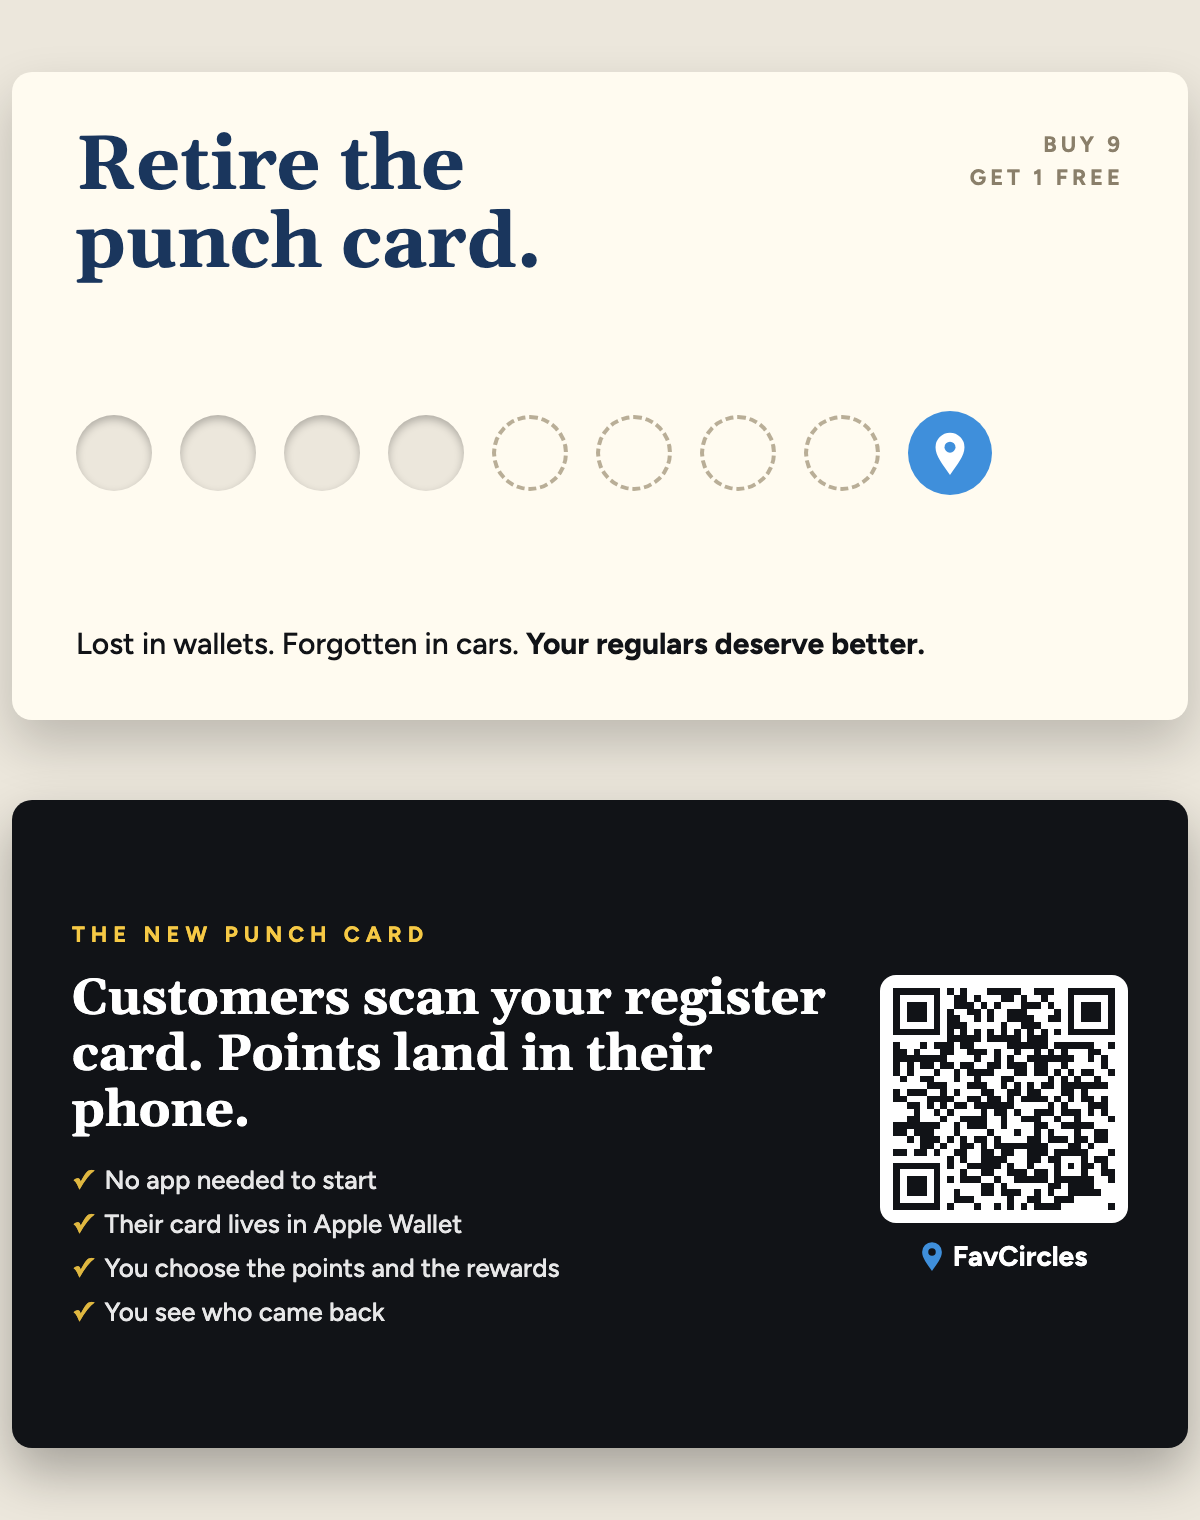 Retire the
punch card.
BUY 9
GET 1 FREE
Lost in wallets. Forgotten in cars. Your regulars deserve better.
THE NEW PUNCH CARD
Customers scan your register
card. Points land in their
phone.
✓ No app needed to start
✓ Their card lives in Apple Wallet
✓ You choose the points and the rewards
✓ You see who came back
FavCircles